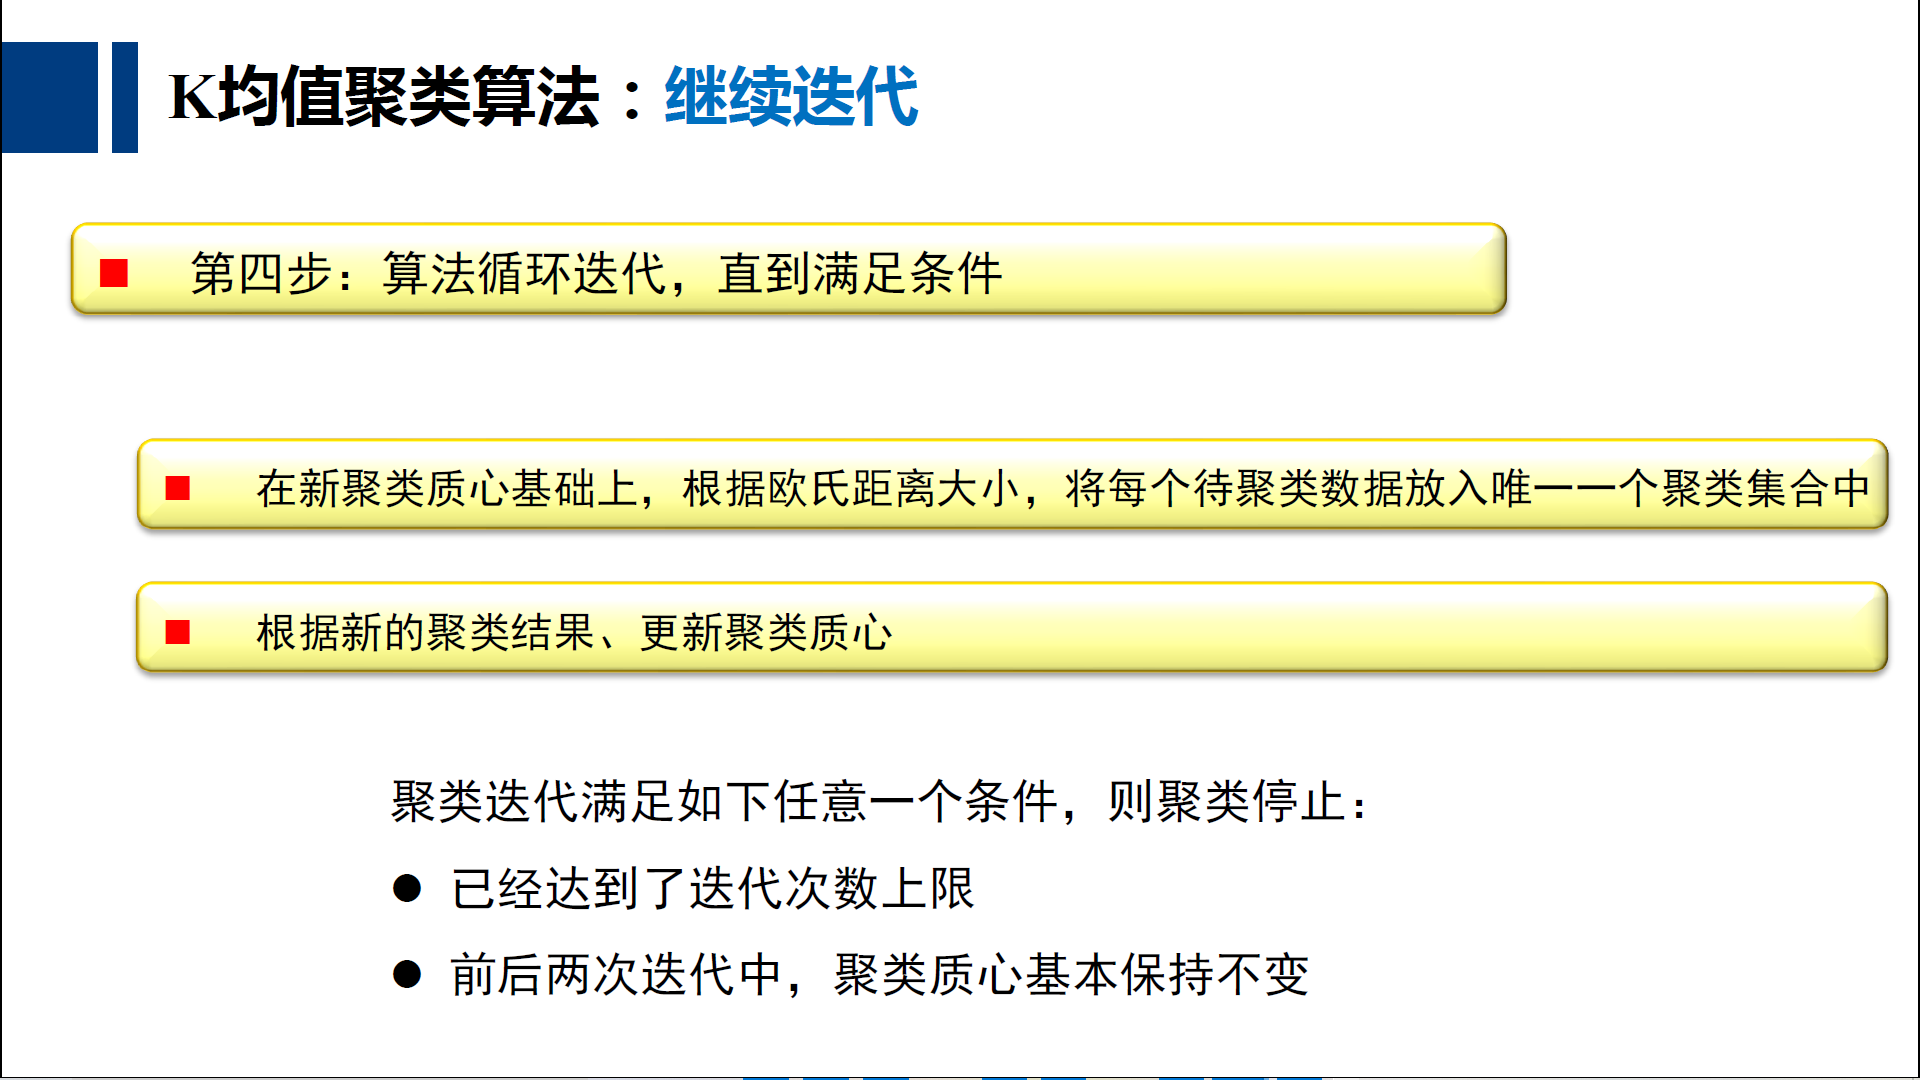 K均值聚类算法：继续迭代
第四步：算法循环迭代，直到满足条件
在新聚类质心基础上，根据欧氏距离大小，将每个待聚类数据放入唯一一个聚类集合中
根据新的聚类结果、更新聚类质心
聚类迭代满足如下任意一个条件，则聚类停止：
● 已经达到了迭代次数上限
● 前后两次迭代中，聚类质心基本保持不变